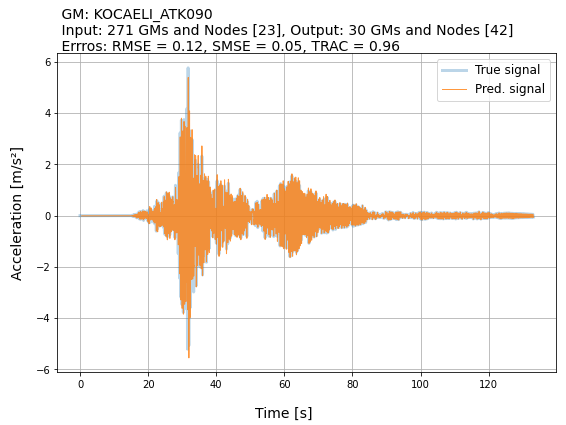 GM: KOCAELI_ATK090
Input: 271 GMs and Nodes [23], Output: 30 GMs and Nodes [42]
Errros: RMSE = 0.12, SMSE = 0.05, TRAC = 0.96
True signal
Pred. signal
Acceleration [m/s²]
6
4
2
0
−2
−4
−6
0 20 40 60 80 100 120
Time [s]